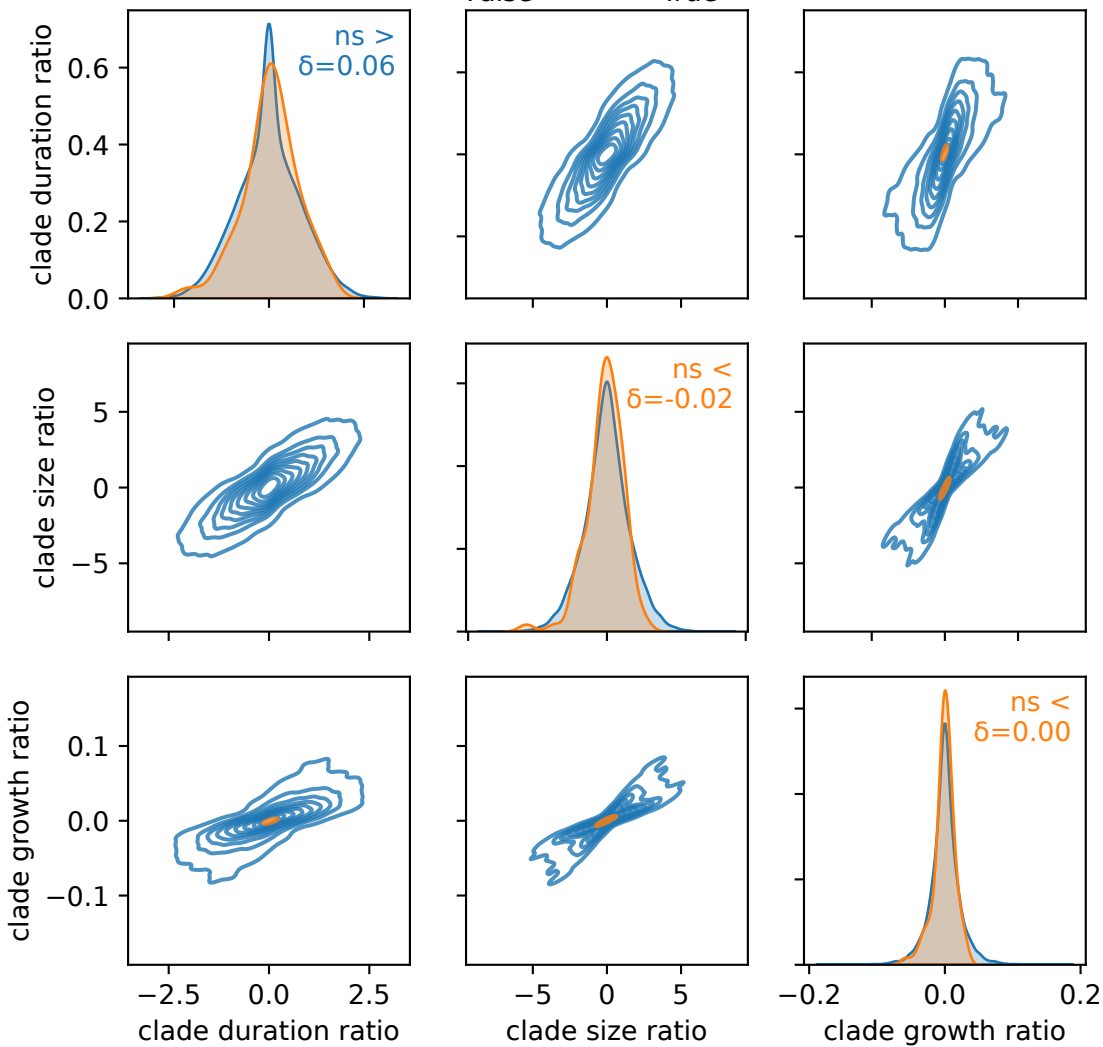 clade duration ratio
0.6
0.4
0.2
0.0
ns >
δ=0.06
clade size ratio
5
0
−5
ns <
δ=-0.02
clade growth ratio
0.1
0.0
−0.1
ns <
δ=0.00
−2.5 0.0 2.5
−5 0 5
−0.2 0.0 0.2
clade duration ratio
clade size ratio
clade growth ratio